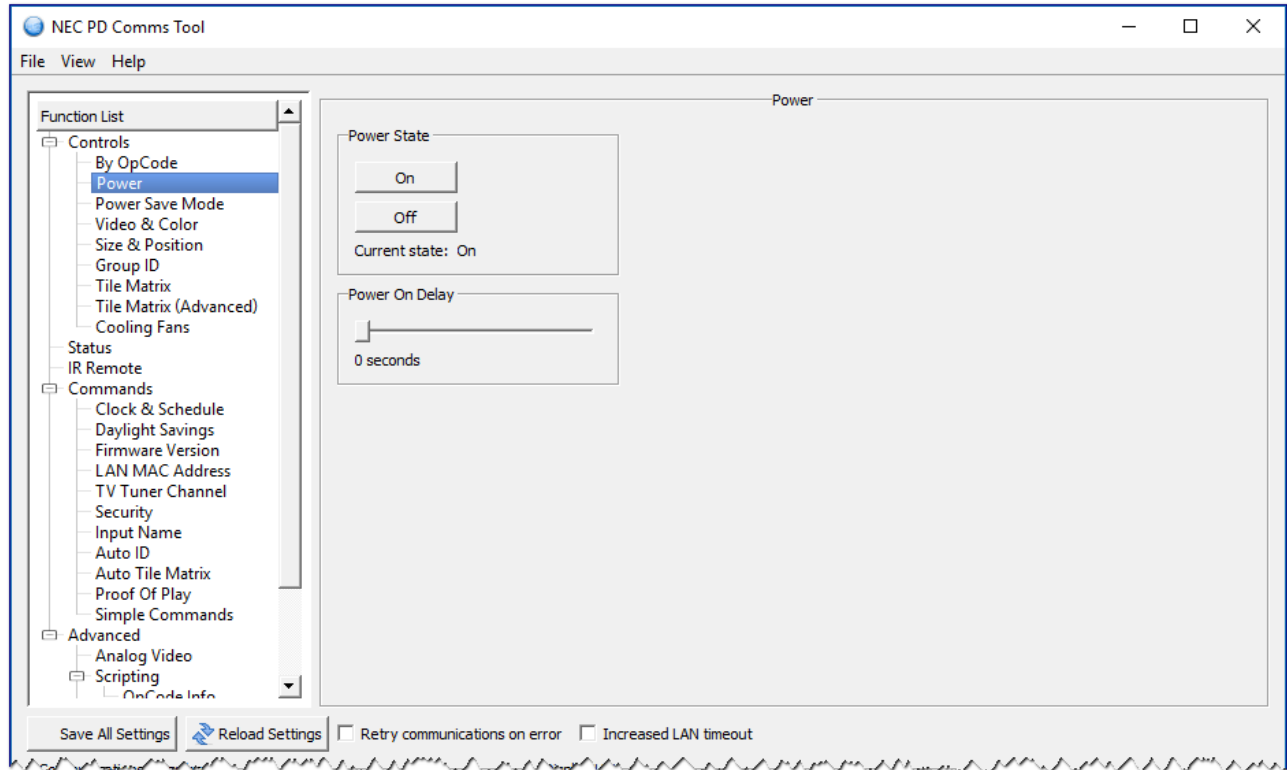 NEC PD Comms Tool
File View Help
Function List
Controls
By OpCode
Power
Power Save Mode
Video & Color
Size & Position
Group ID
Tile Matrix
Tile Matrix (Advanced)
Cooling Fans
Status
IR Remote
Commands
Clock & Schedule
Daylight Savings
Firmware Version
LAN MAC Address
TV Tuner Channel
Security
Input Name
Auto ID
Auto Tile Matrix
Proof Of Play
Simple Commands
Advanced
Analog Video
Scripting
OpCode Info
Power
Power State
On
Off
Current state: On
Power On Delay
0 seconds
Save All Settings
Reload Settings
Retry communications on error
Increased LAN timeout